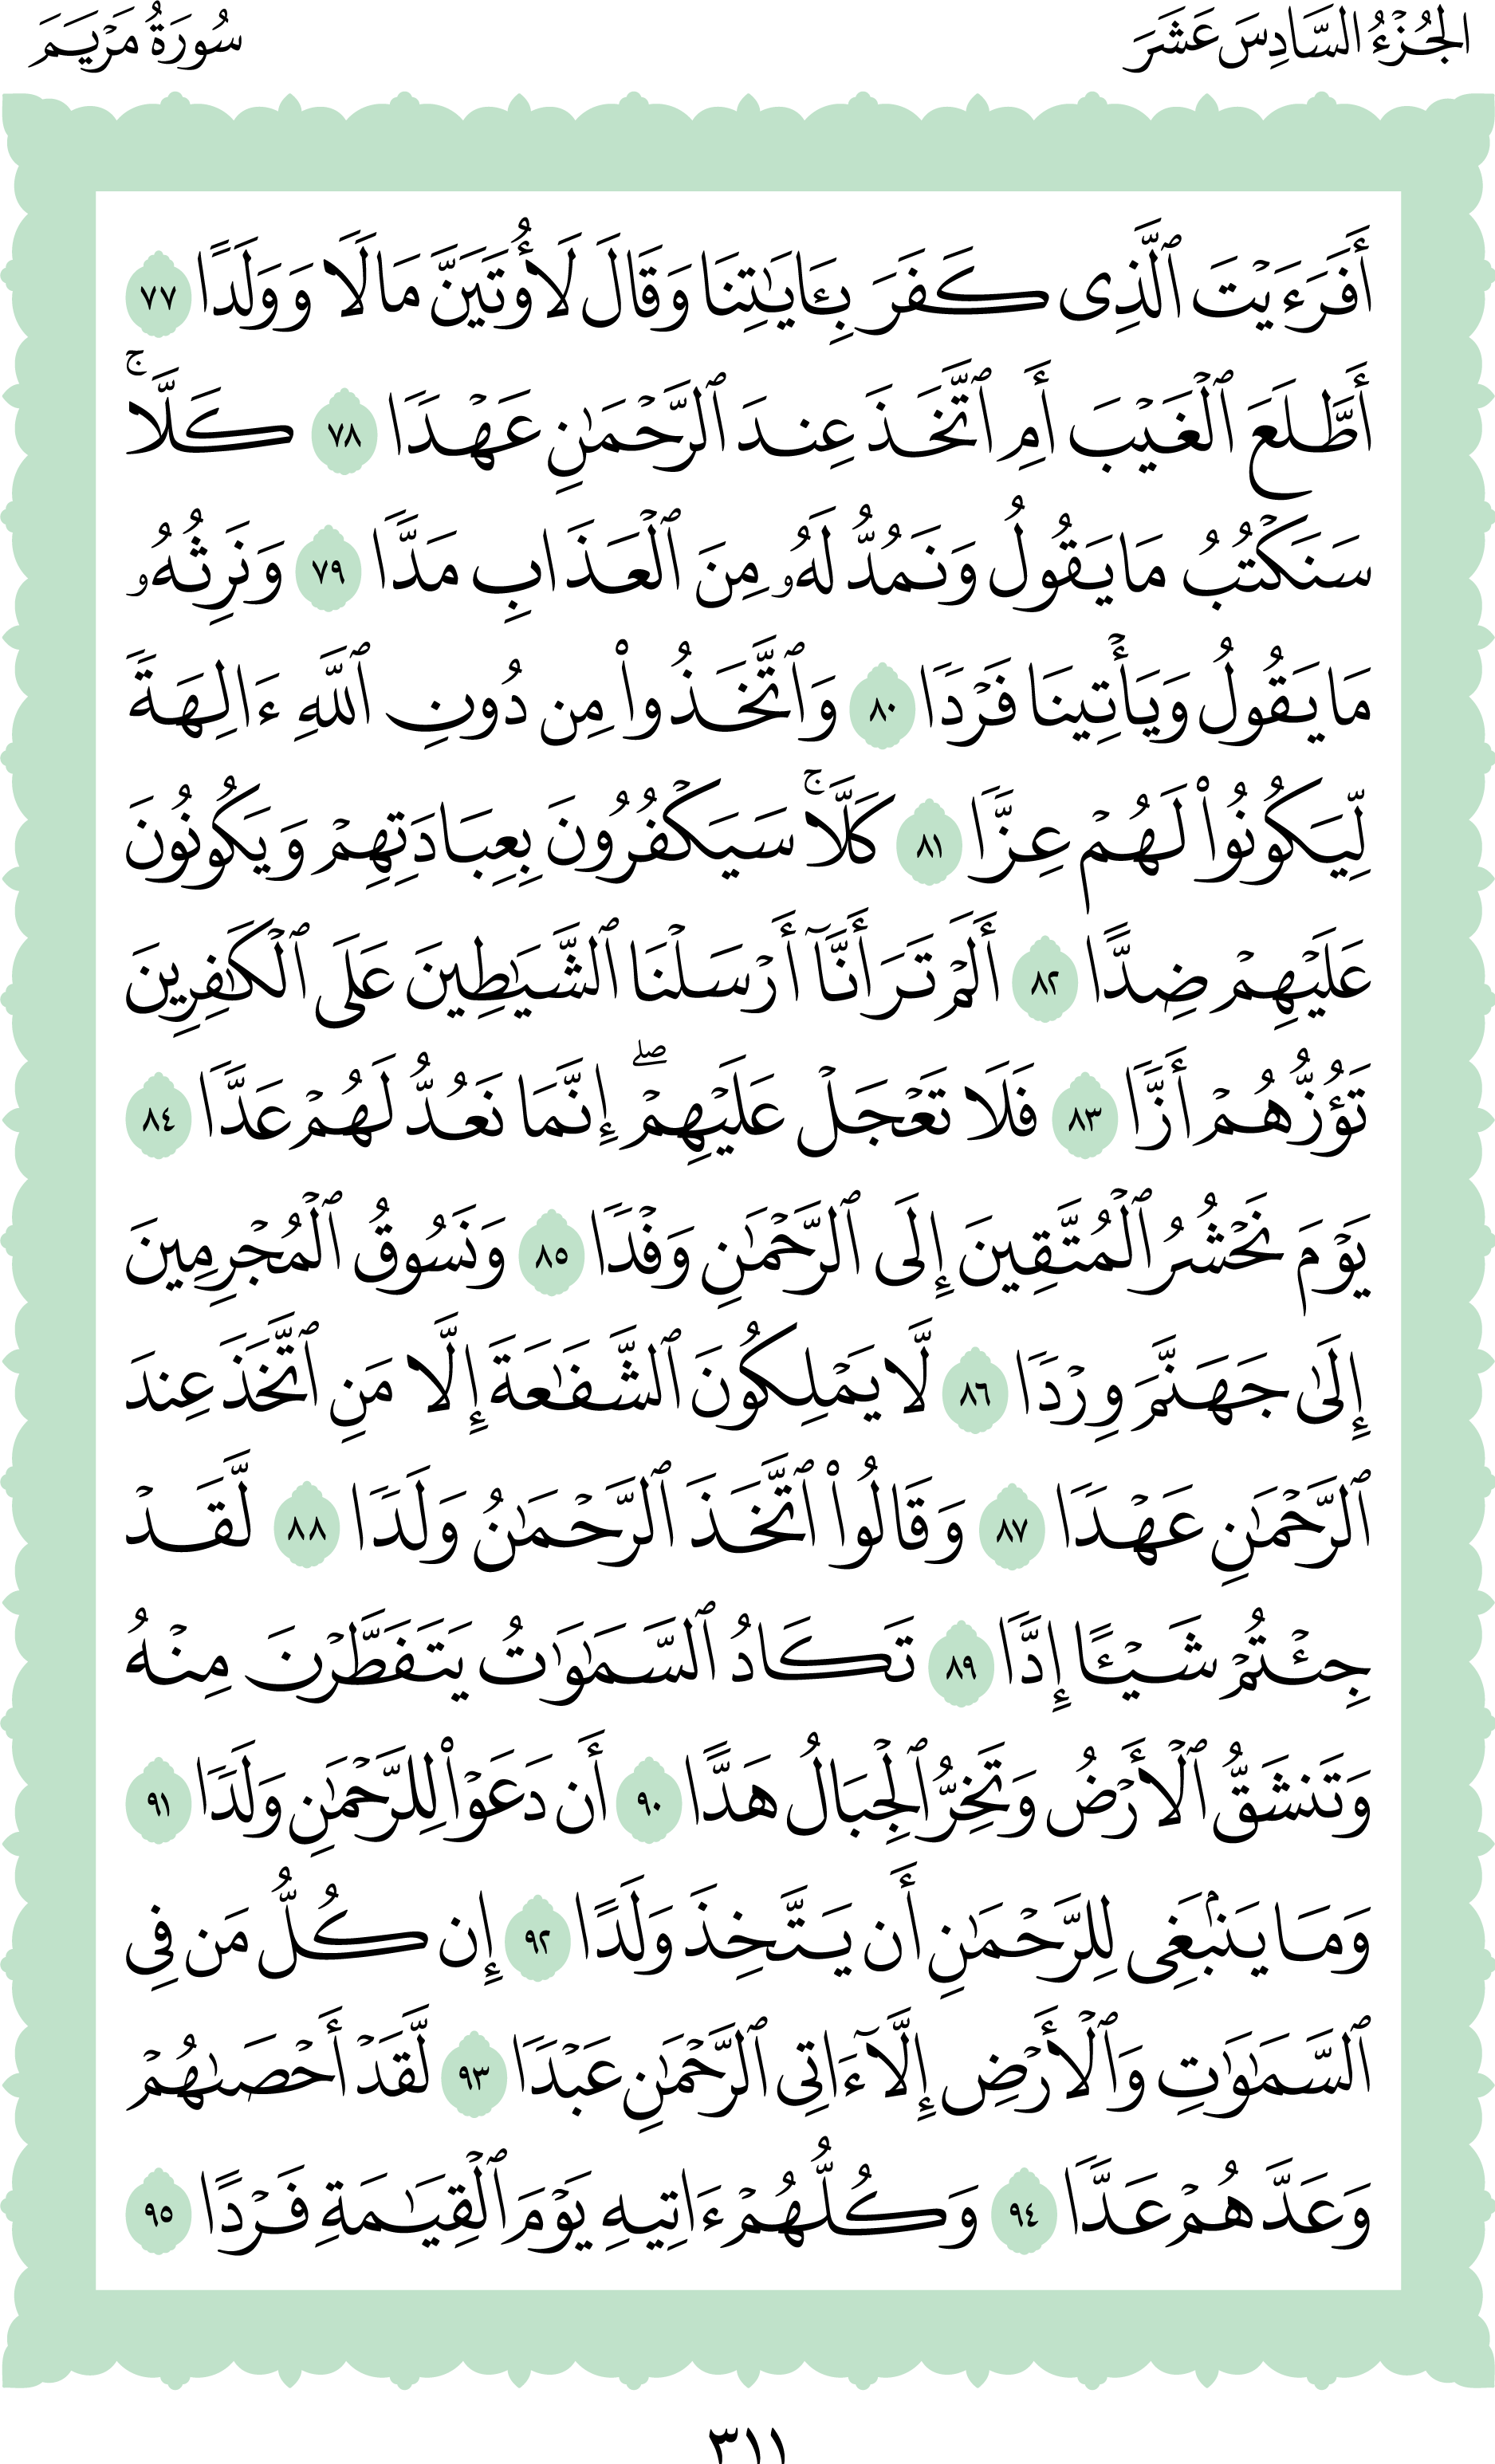 الجُزْءُ السَّادِسَ عَشَرَ
سُورَةُ مَرْيَمَ
أَفَرَءَيْتَ ٱلَّذِى كَفَرَ بِـَٔايَٰتِنَا وَقَالَ لَأُوتَيَنَّ مَالًا وَوَلَدًا ٧٧
أَطَّلَعَ ٱلْغَيْبَ أَمِ ٱتَّخَذَ عِندَ ٱلرَّحْمَٰنِ عَهْدًا ٧٨ كَلَّاۚ
سَنَكْتُبُ مَا يَقُولُ وَنَمُدُّ لَهُۥ مِنَ ٱلْعَذَابِ مَدًّا ٧٩ وَنَرِثُهُۥ
مَا يَقُولُ وَيَأْتِينَا فَرْدًا ٨٠ وَٱتَّخَذُوا۟ مِن دُونِ ٱللَّهِ ءَالِهَةً
لِّيَكُونُوا۟ لَهُمْ عِزًّا ٨١ كَلَّاۚ سَيَكْفُرُونَ بِعِبَادَتِهِمْ وَيَكُونُونَ
عَلَيْهِمْ ضِدًّا ٨٢ أَلَمْ تَرَ أَنَّآ أَرْسَلْنَا ٱلشَّيَٰطِينَ عَلَى ٱلْكَٰفِرِينَ
تَؤُزُّهُمْ أَزًّا ٨٣ فَلَا تَعْجَلْ عَلَيْهِمْۖ إِنَّمَا نَعُدُّ لَهُمْ عَدًّا ٨٤
يَوْمَ نَحْشُرُ ٱلْمُتَّقِينَ إِلَى ٱلرَّحْمَٰنِ وَفْدًا ٨٥ وَنَسُوقُ ٱلْمُجْرِمِينَ
إِلَىٰ جَهَنَّمَ وِرْدًا ٨٦ لَّا يَمْلِكُونَ ٱلشَّفَٰعَةَ إِلَّا مَنِ ٱتَّخَذَ عِندَ
ٱلرَّحْمَٰنِ عَهْدًا ٨٧ وَقَالُوا۟ ٱتَّخَذَ ٱلرَّحْمَٰنُ وَلَدًا ٨٨ لَّقَدْ
جِئْتُمْ شَيْـًٔا إِدًّا ٨٩ تَكَادُ ٱلسَّمَٰوَٰتُ يَتَفَطَّرْنَ مِنْهُ
وَتَنشَقُّ ٱلْأَرْضُ وَتَخِرُّ ٱلْجِبَالُ هَدًّا ٩٠ أَن دَعَوْا۟ لِلرَّحْمَٰنِ وَلَدًا ٩١
وَمَا يَنۢبَغِى لِلرَّحْمَٰنِ أَن يَتَّخِذَ وَلَدًا ٩٢ إِن كُلُّ مَن فِى
ٱلسَّمَٰوَٰتِ وَٱلْأَرْضِ إِلَّآ ءَاتِى ٱلرَّحْمَٰنِ عَبْدًا ٩٣ لَّقَدْ أَحْصَىٰهُمْ
وَعَدَّهُمْ عَدًّا ٩٤ وَكُلُّهُمْ ءَاتِيهِ يَوْمَ ٱلْقِيَٰمَةِ فَرْدًا ٩٥
٣١١